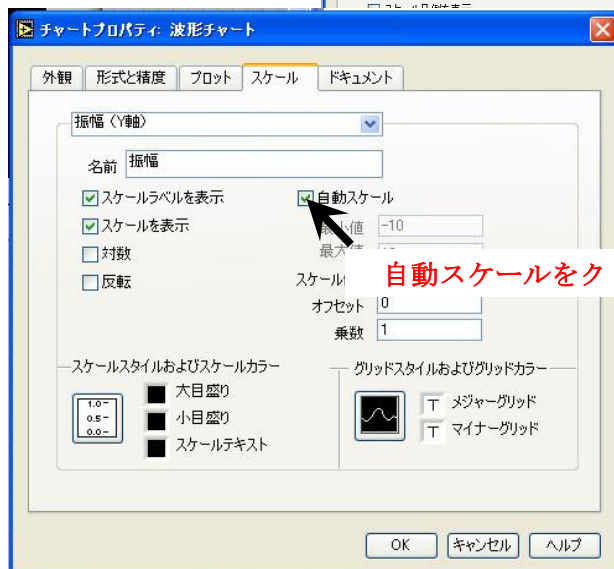 チャートプロパティ: 波形チャート
外観 形式と精度 プロット スケール ドキュメント
振幅 (Y軸)
名前 振幅
スケールラベルを表示 自動スケール
スケールを表示 -10
対数
反転
自動スケールをク
スケール
オフセット 0
乗数 1
スケールスタイルおよびスケールカラー グリッドスタイルおよびグリッドカラー
1.0
0.5
0.0
大目盛り
小目盛り
スケールテキスト
メジャーグリッド
マイナーグリッド
OK キャンセル ヘルプ